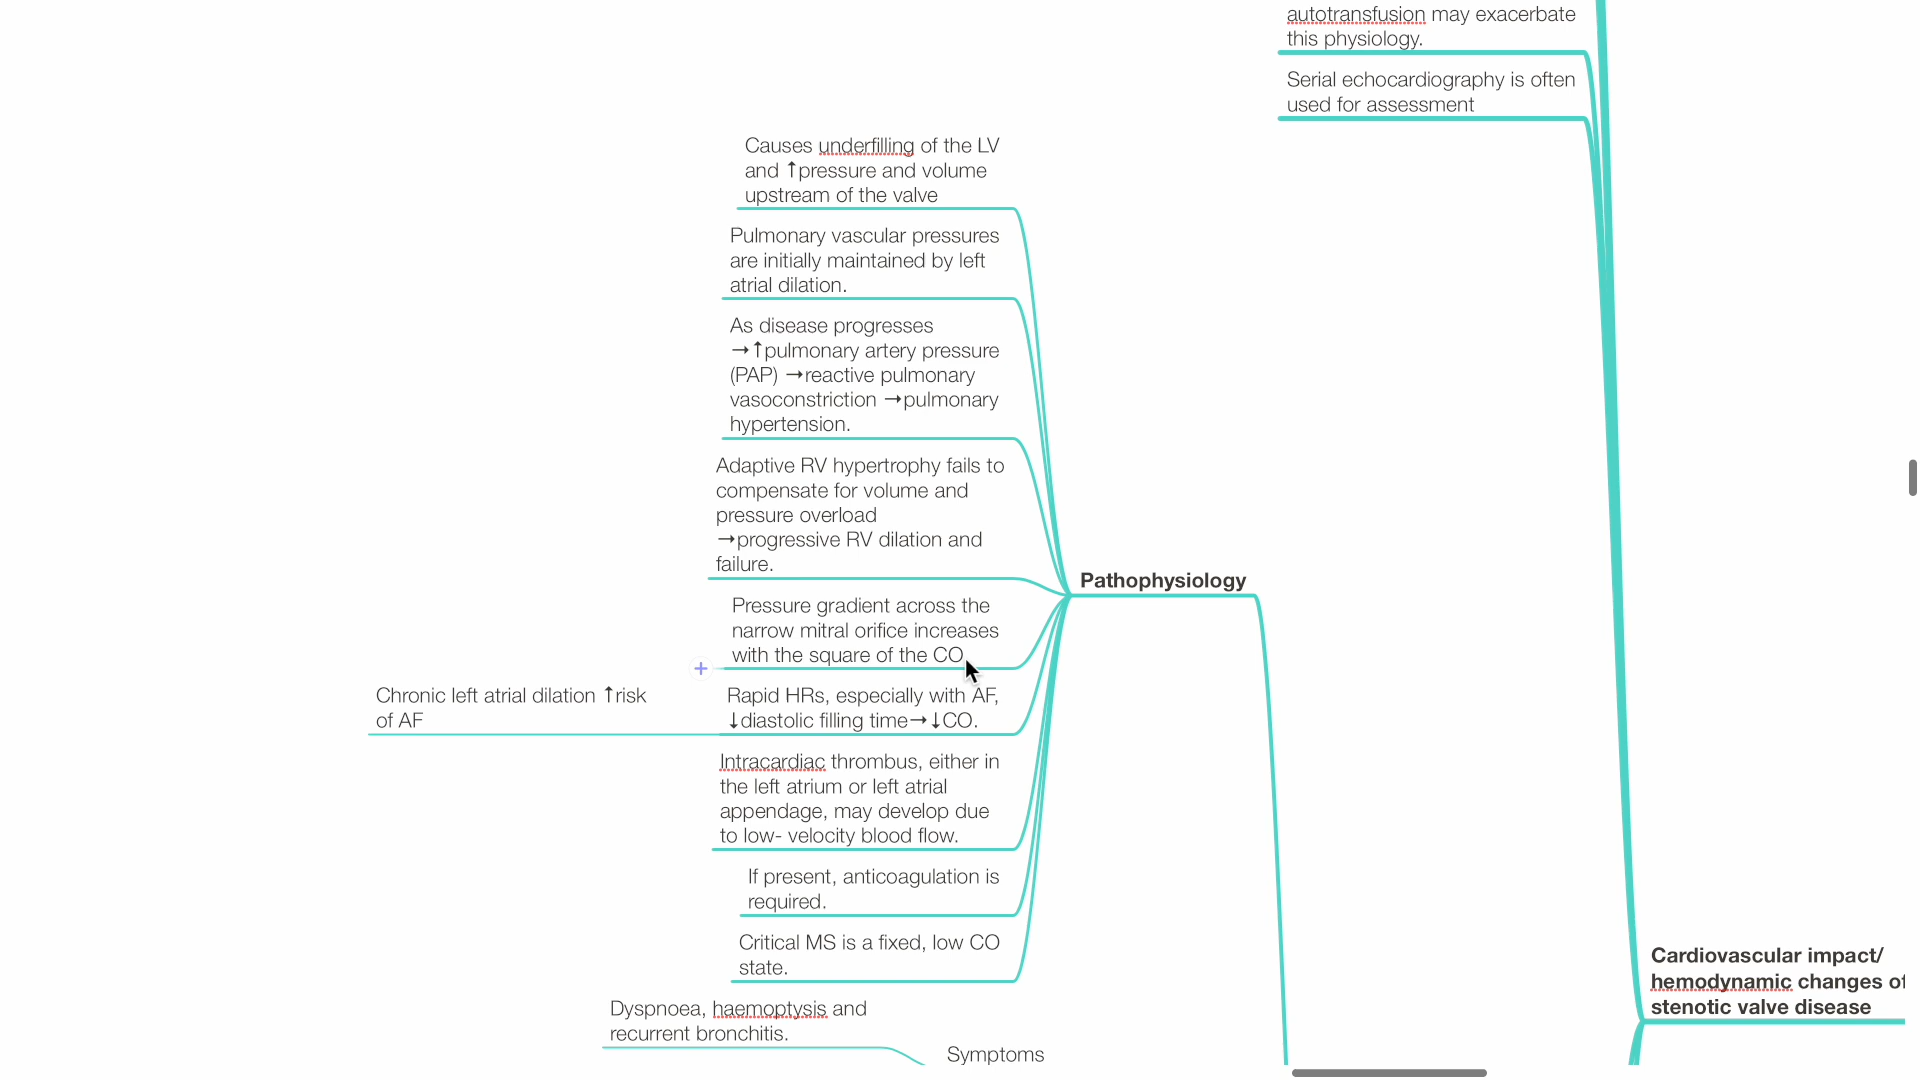 autotransfusion may exacerbate
this physiology.
Serial echocardiography is often
used for assessment
Causes underfilling of the LV
and ↑pressure and volume
upstream of the valve
Pulmonary vascular pressures
are initially maintained by left
atrial dilation.
As disease progresses
→↑pulmonary artery pressure
(PAP) →reactive pulmonary
vasoconstriction →pulmonary
hypertension.
Adaptive RV hypertrophy fails to
compensate for volume and
pressure overload
→progressive RV dilation and
failure.
Pathophysiology
Pressure gradient across the
narrow mitral orifice increases
with the square of the CO
Chronic left atrial dilation ↑risk
of AF
Rapid HRs, especially with AF,
↓diastolic filling time→↓CO.
Intracardiac thrombus, either in
the left atrium or left atrial
appendage, may develop due
to low- velocity blood flow.
If present, anticoagulation is
required.
Critical MS is a fixed, low CO
state.
Cardiovascular impact/
hemodynamic changes of
stenotic valve disease
Dyspnoea, haemoptysis and
recurrent bronchitis.
Symptoms